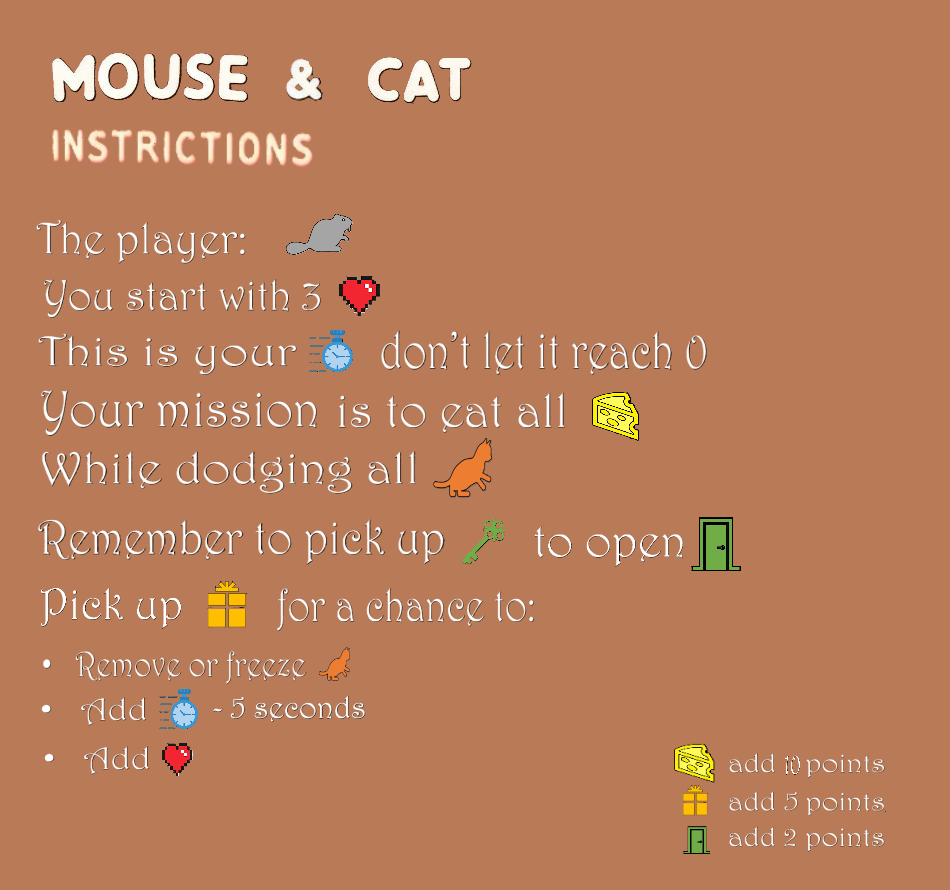 MOUSE & CAT
INSTRICTIONS
The player:
You start with 3
This is your don't let it reach 0
Your mission is to eat all
While dodging all
Remember to pick up to open
Pick up for a chance to:
• Remove or freeze
• Add - 5 seconds
• Add
add 10 points
add 5 points
add 2 points